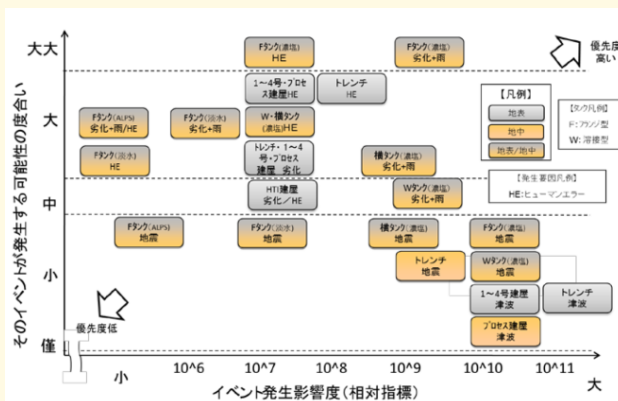 大大
大
中
小
僅
そのイベントが発生する可能性の度合い
Fタンク(濃塩)
HE
Fタンク(濃塩)
劣化+雨
優先度
高い
1～4号・プロセ
ス建屋HE
トレンチ
HE
Fタンク(ALPS)
劣化+雨/HE
Fタンク(淡水)
劣化+雨
W・横タンク
(濃塩)HE
Fタンク(淡水)
HE
トレンチ・1～4
号・プロセス
建屋 劣化
横タンク(濃塩)
劣化+雨
HTI建屋
劣化／HE
Wタンク(濃塩)
劣化+雨
【凡例】
地表
地中
地表/地中
【タンク凡例】
F:フランジ型
W:溶接型
【発生要因凡例】
HE:ヒューマンエラー
Fタンク(ALPS)
地震
Fタンク(淡水)
地震
横タンク(濃塩)
地震
Fタンク(濃塩)
地震
トレンチ
地震
Wタンク(濃塩)
地震
1～4号建屋
津波
トレンチ
津波
プロセス建屋
津波
優先度低
小
10^6
10^7
10^8
10^9
10^10
10^11
大
イベント発生影響度(相対指標)